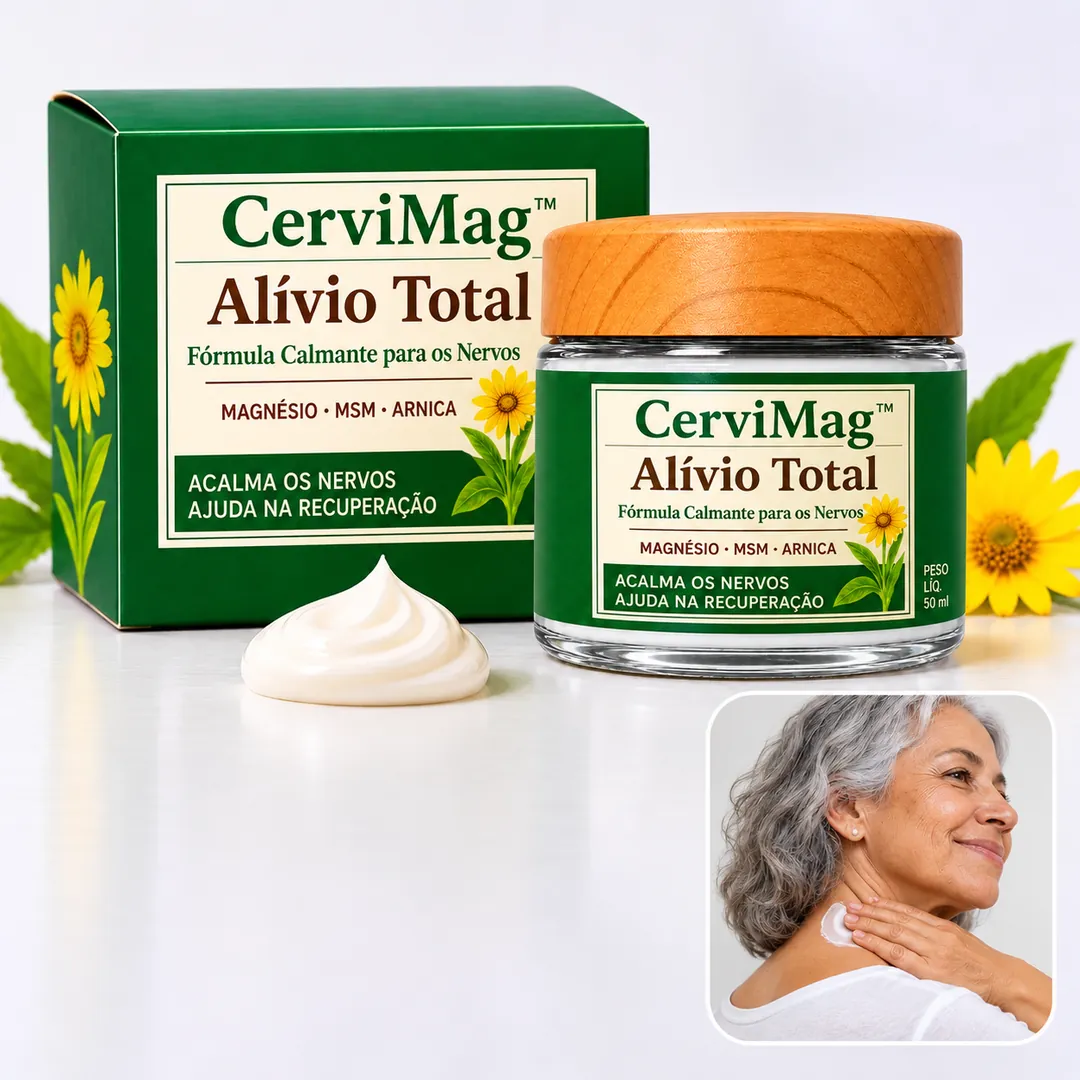 CerviMag™
Alívio Total
Fórmula Calmante para os Nervos
MAGNÉSIO · MSM · ARNICA
ACALMA OS NERVOS
AJUDA NA RECUPERAÇÃO
CerviMag™
Alívio Total
Fórmula Calmante para os Nervos
MAGNÉSIO · MSM · ARNICA
ACALMA OS NERVOS
AJUDA NA RECUPERAÇÃO
PESO
LÍQ.
50 ml